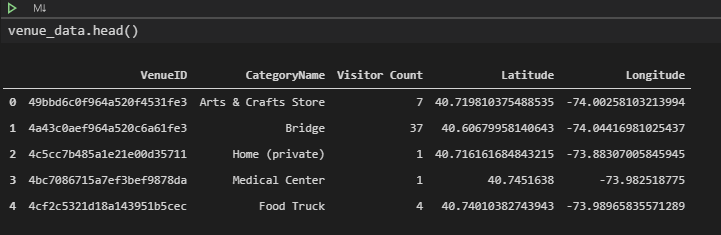 M↓
venue_data.head()
VenueID CategoryName Visitor Count Latitude Longitude
0 49bbd6c0f964a520f4531fe3 Arts & Crafts Store 7 40.719810375488535 -74.00258103213994
1 4a43c0aef964a520c6a61fe3 Bridge 37 40.60679958140643 -74.04416981025437
2 4c5cc7b485a1e21e00d35711 Home (private) 1 40.716161684843215 -73.88307005845945
3 4bc7086715a7ef3bef9878da Medical Center 1 40.7451638 -73.982518775
4 4cf2c5321d18a143951b5cec Food Truck 4 40.74010382743943 -73.98965835571289